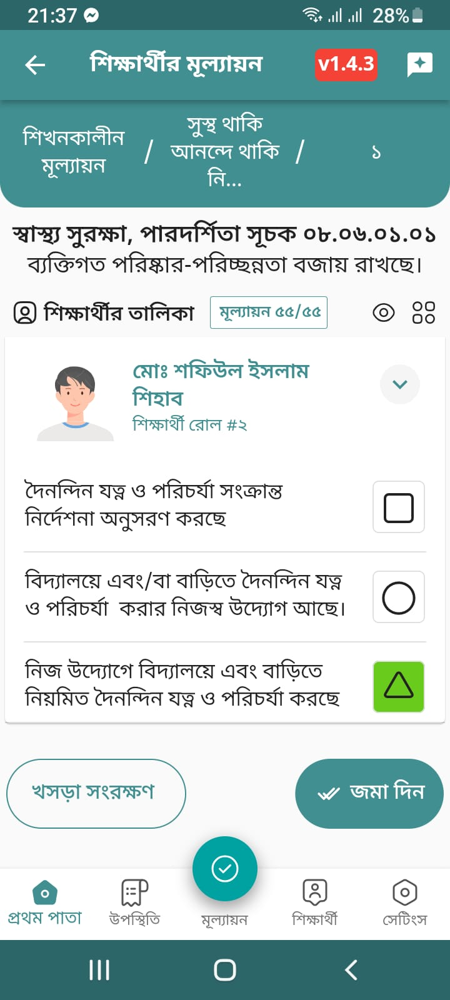 21:37
28%
শিক্ষার্থীর মূল্যায়ন
v1.4.3
শিখনকালীন
মূল্যায়ন
/
সুস্থ থাকি
আনন্দে থাকি
নি...
/
১
স্বাস্থ্য সুরক্ষা, পারদর্শিতা সূচক ০৮.০৬.০১.০১
ব্যক্তিগত পরিষ্কার-পরিচ্ছন্নতা বজায় রাখছে।
শিক্ষার্থীর তালিকা
মূল্যায়ন ৫৫/৫৫
মোঃ শফিউল ইসলাম
শিহাব
শিক্ষার্থী রোল #২
দৈনন্দিন যত্ন ও পরিচর্যা সংক্রান্ত
নির্দেশনা অনুসরণ করছে
বিদ্যালয়ে এবং/বা বাড়িতে দৈনন্দিন যত্ন
ও পরিচর্যা  করার নিজস্ব উদ্যোগ আছে।
নিজ উদ্যোগে বিদ্যালয়ে এবং বাড়িতে
নিয়মিত দৈনন্দিন যত্ন ও পরিচর্যা করছে
খসড়া সংরক্ষণ
জমা দিন
প্রথম পাতা
উপস্থিতি
মূল্যায়ন
শিক্ষার্থী
সেটিংস